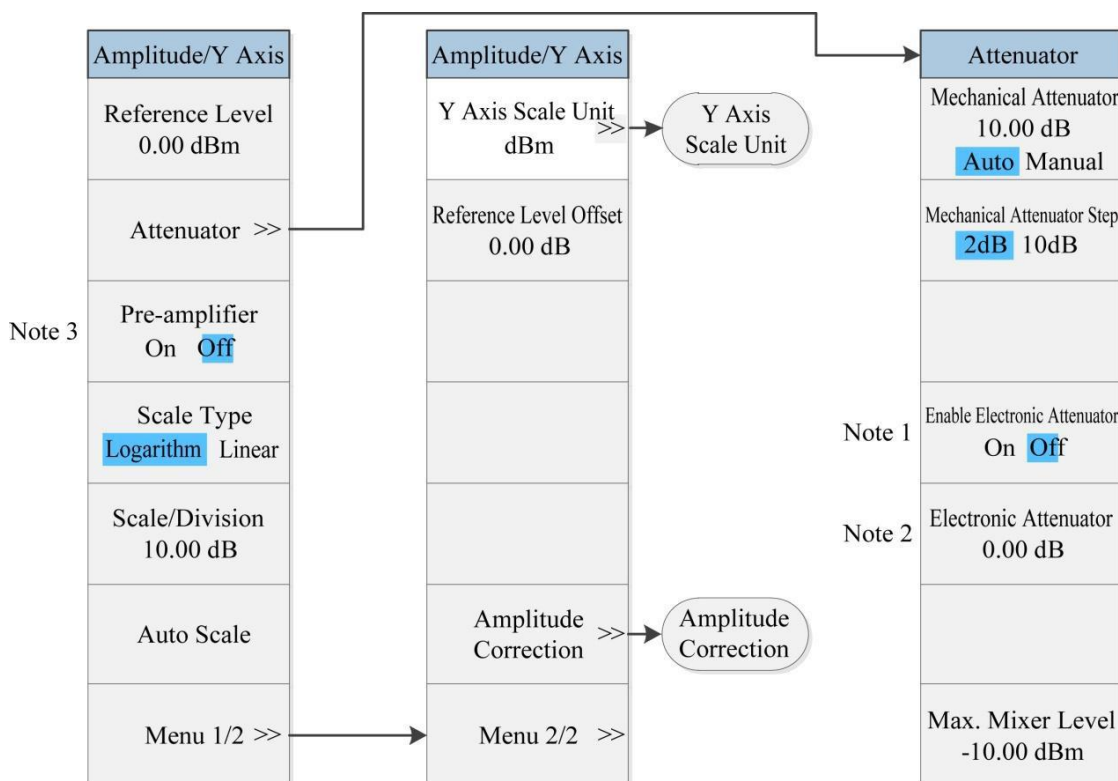 Amplitude/Y Axis
Reference Level
0.00 dBm
Attenuator >>
Note 3
Pre-amplifier
On Off
Scale Type
Logarithm Linear
Scale/Division
10.00 dB
Auto Scale
Menu 1/2 >>
Amplitude/Y Axis
Y Axis Scale Unit
dBm
>>
Y Axis
Scale Unit
Reference Level Offset
0.00 dB
Amplitude
Correction
>>
Amplitude
Correction
Menu 2/2 >>
Attenuator
Mechanical Attenuator
10.00 dB
Auto Manual
Mechanical Attenuator Step
2dB 10dB
Note 1
Enable Electronic Attenuator
On Off
Note 2
Electronic Attenuator
0.00 dB
Max. Mixer Level
-10.00 dBm